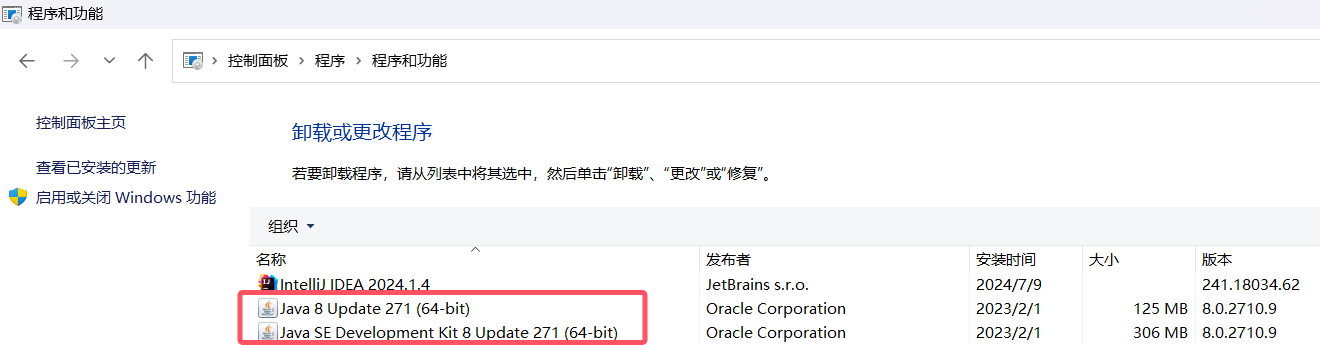 程序和功能
控制面板 程序 程序和功能
控制面板主页
查看已安装的更新
启用或关闭 Windows 功能
卸载或更改程序
若要卸载程序，请从列表中将其选中，然后单击“卸载”、“更改”或“修复”。
组织
名称 发布者 安装时间 大小 版本
IntelliJ IDEA 2024.1.4 JetBrains s.r.o. 2024/7/9 241.18034.62
Java 8 Update 271 (64-bit) Oracle Corporation 2023/2/1 125 MB 8.0.2710.9
Java SE Development Kit 8 Update 271 (64-bit) Oracle Corporation 2023/2/1 306 MB 8.0.2710.9